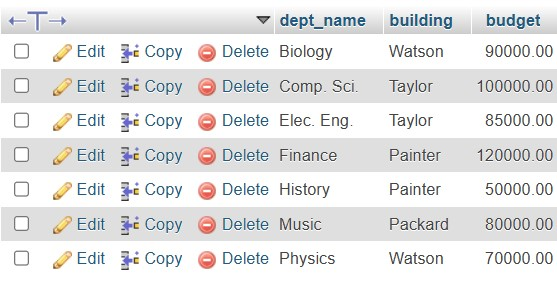 dept_name building budget
Edit Copy Delete Biology Watson 90000.00
Edit Copy Delete Comp. Sci. Taylor 100000.00
Edit Copy Delete Elec. Eng. Taylor 85000.00
Edit Copy Delete Finance Painter 120000.00
Edit Copy Delete History Painter 50000.00
Edit Copy Delete Music Packard 80000.00
Edit Copy Delete Physics Watson 70000.00